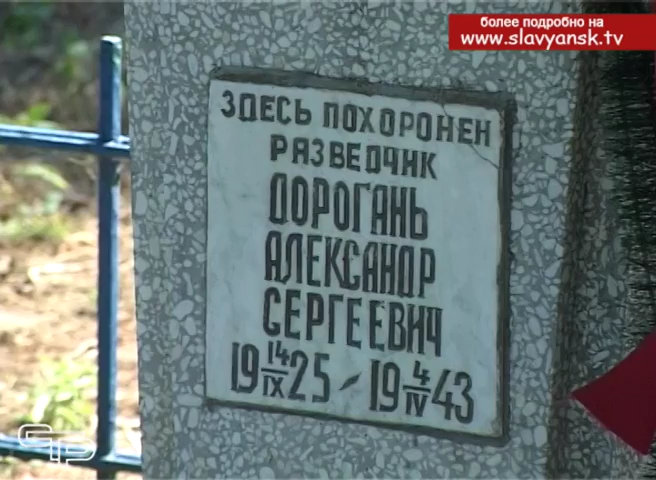 более подробно на
www.slavyansk.tv
ЗДЕСЬ ПОХОРОНЕН
РАЗВЕДЧИК
ДОРОГАНЬ
АЛЕКСАНДР
СЕРГЕЕВИЧ
19 14/IX 25 - 19 4/IV 43